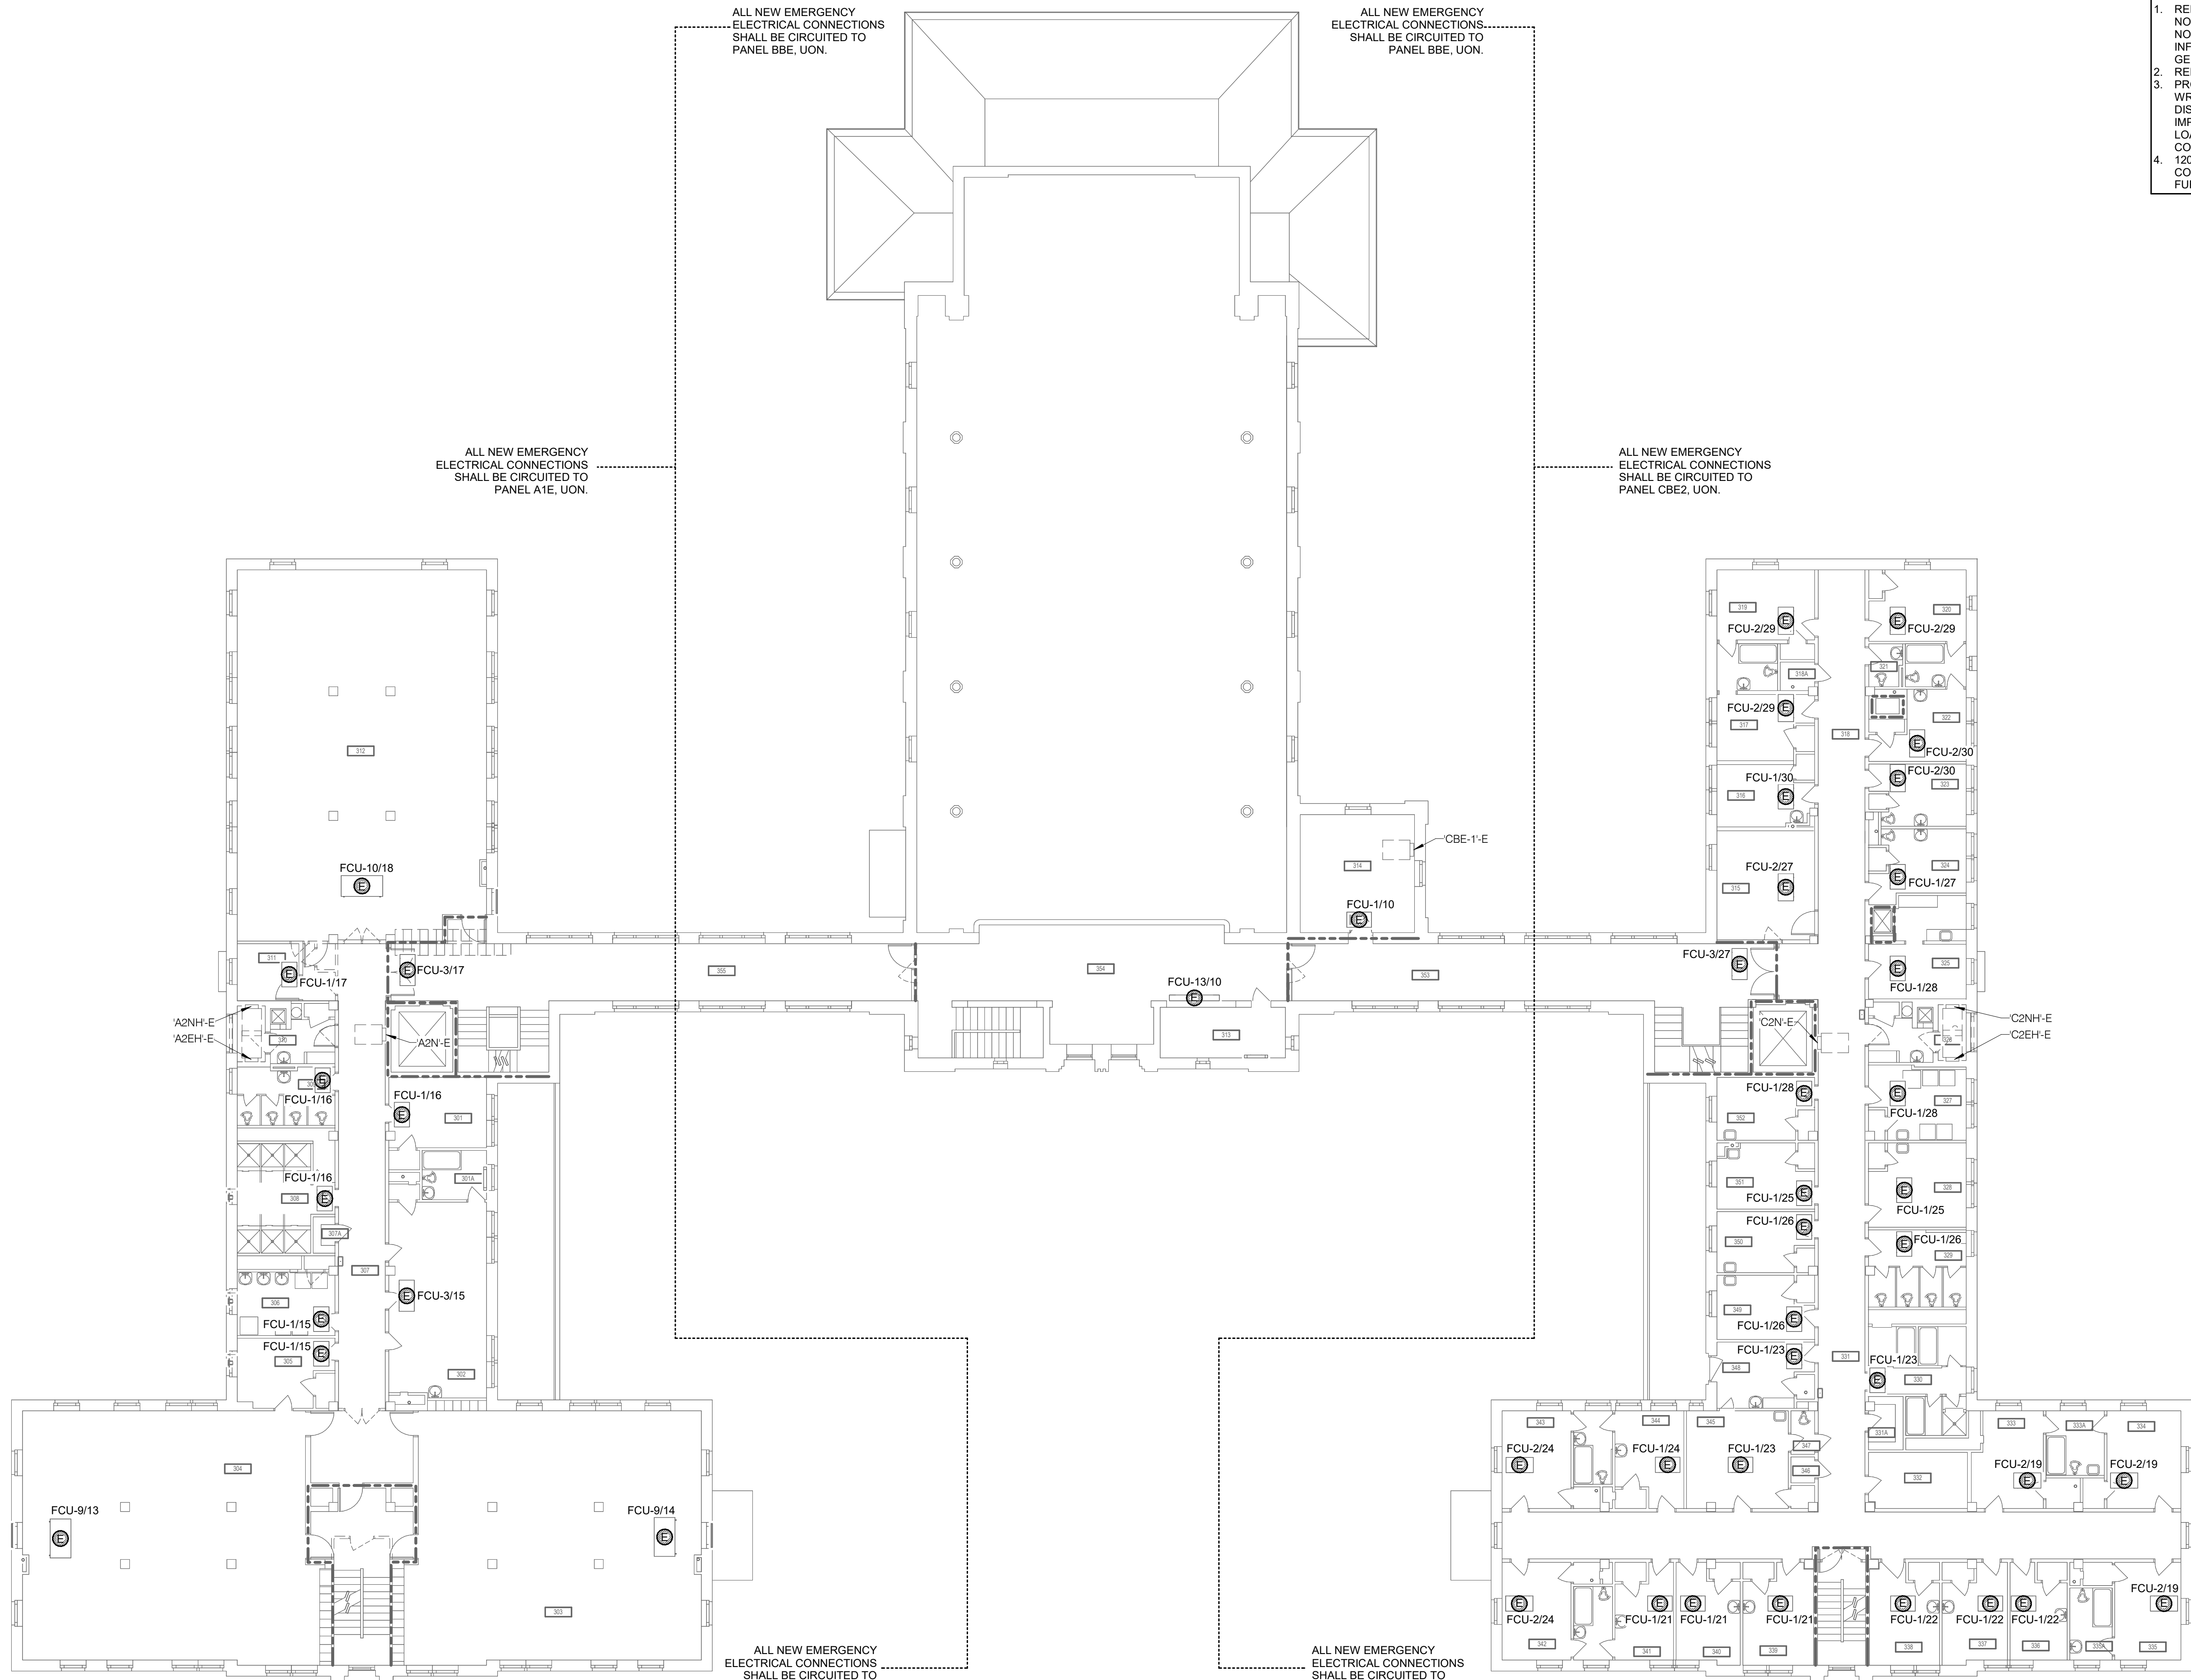 ALL NEW EMERGENCY
ELECTRICAL CONNECTIONS
SHALL BE CIRCUITED TO
PANEL BBE, UON.
ALL NEW EMERGENCY
ELECTRICAL CONNECTIONS
SHALL BE CIRCUITED TO
PANEL BBE, UON.
1.
2.
3.
4. 120
ALL NEW EMERGENCY
ELECTRICAL CONNECTIONS
SHALL BE CIRCUITED TO
PANEL A1E, UON.
ALL NEW EMERGENCY
ELECTRICAL CONNECTIONS
SHALL BE CIRCUITED TO
PANEL CBE2, UON.
312
FCU-10/18
E
311
E
FCU-1/17
E
FCU-3/17
355
'A2NH'-E
'A2EH'-E
'A2N'-E
E
FCU-1/16
FCU-1/16
E
301
301A
FCU-1/16
E
308
307A
307
E
FCU-3/15
306
E
FCU-1/15
FCU-1/15
E
305
302
304
FCU-9/13
E
FCU-9/14
E
303
354
FCU-13/10
E
313
'CBE-1'-E
314
FCU-1/10
E
353
FCU-3/27
E
319
E
FCU-2/29
320
E
FCU-2/29
318A
321
FCU-2/29
E
317
318
322
E
FCU-2/30
FCU-1/30
E
316
E
FCU-2/30
323
FCU-2/27
E
315
324
E
FCU-1/27
325
E
FCU-1/28
'C2N'-E
'C2NH'-E
'C2EH'-E
326
FCU-1/28
E
352
E
327
FCU-1/28
351
E
FCU-1/25
E
328
FCU-1/25
FCU-1/26
E
350
E
FCU-1/26
329
349
E
FCU-1/26
FCU-1/23
E
348
331
FCU-1/23
E
330
331A
343
344
345
347
346
333
333A
334
332
FCU-2/24
E
FCU-1/24
E
FCU-1/23
E
FCU-2/19
E
FCU-2/19
E
E
FCU-2/24
342
E
FCU-1/21
341
E
FCU-1/21
340
E
FCU-1/21
339
E
FCU-1/22
338
E
FCU-1/22
337
E
FCU-1/22
336
335A
FCU-2/19
E
335
ALL NEW EMERGENCY
ELECTRICAL CONNECTIONS
SHALL BE CIRCUITED TO
ALL NEW EMERGENCY
ELECTRICAL CONNECTIONS
SHALL BE CIRCUITED TO